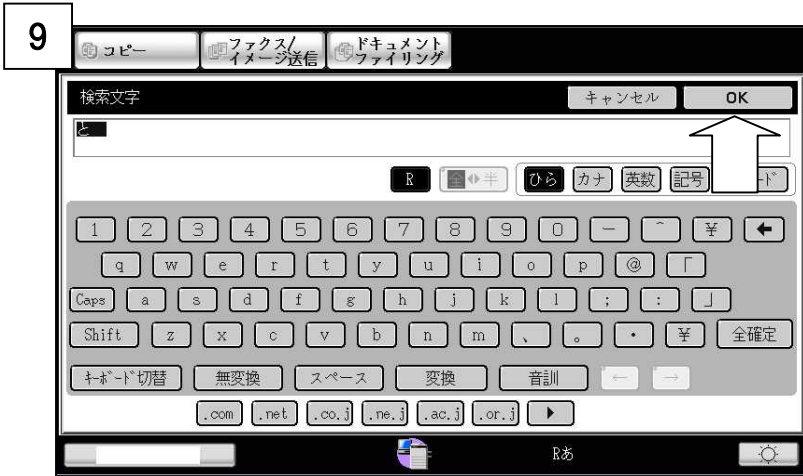 9
コピー
ファクス/
イメージ送信
ドキュメント
ファイリング
検索文字
キャンセル
OK
と
R
全 半
ひら カナ 英数 記号
1 2 3 4 5 6 7 8 9 0 − ^ ¥ ←
q w e r t y u i o p @ 「
Caps a s d f g h j k l ; : 」
Shift z x c v b n m 、 。 ・ ¥ 全確定
キーボード切替 無変換 スペース 変換 音訓 ← →
.com .net .co.j .ne.j .ac.j .or.j
Rあ